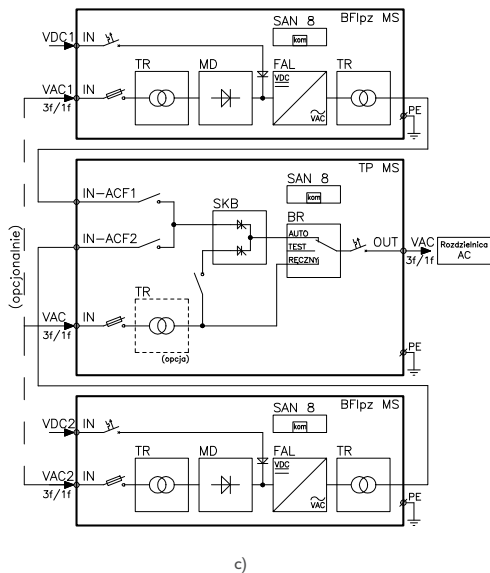 SAN 8 BFIpz MS
VDC1 IN
kom
TR MD FAL TR
VDC
VAC1 IN
3f/1f
VAC
PE
TP MS
IN-ACF1
SAN 8
kom
SKB
BR
IN-ACF2
AUTO
TEST
RĘCZNY
OUT VAC
3f/1f
Rozdzielnica
AC
(opcjonalnie)
TR
VAC IN
3f/1f
(opcja)
PE
BFIpz MS
SAN 8
VDC2 IN
kom
TR MD FAL TR
VDC
VAC2 IN
3f/1f
VAC
PE
c)